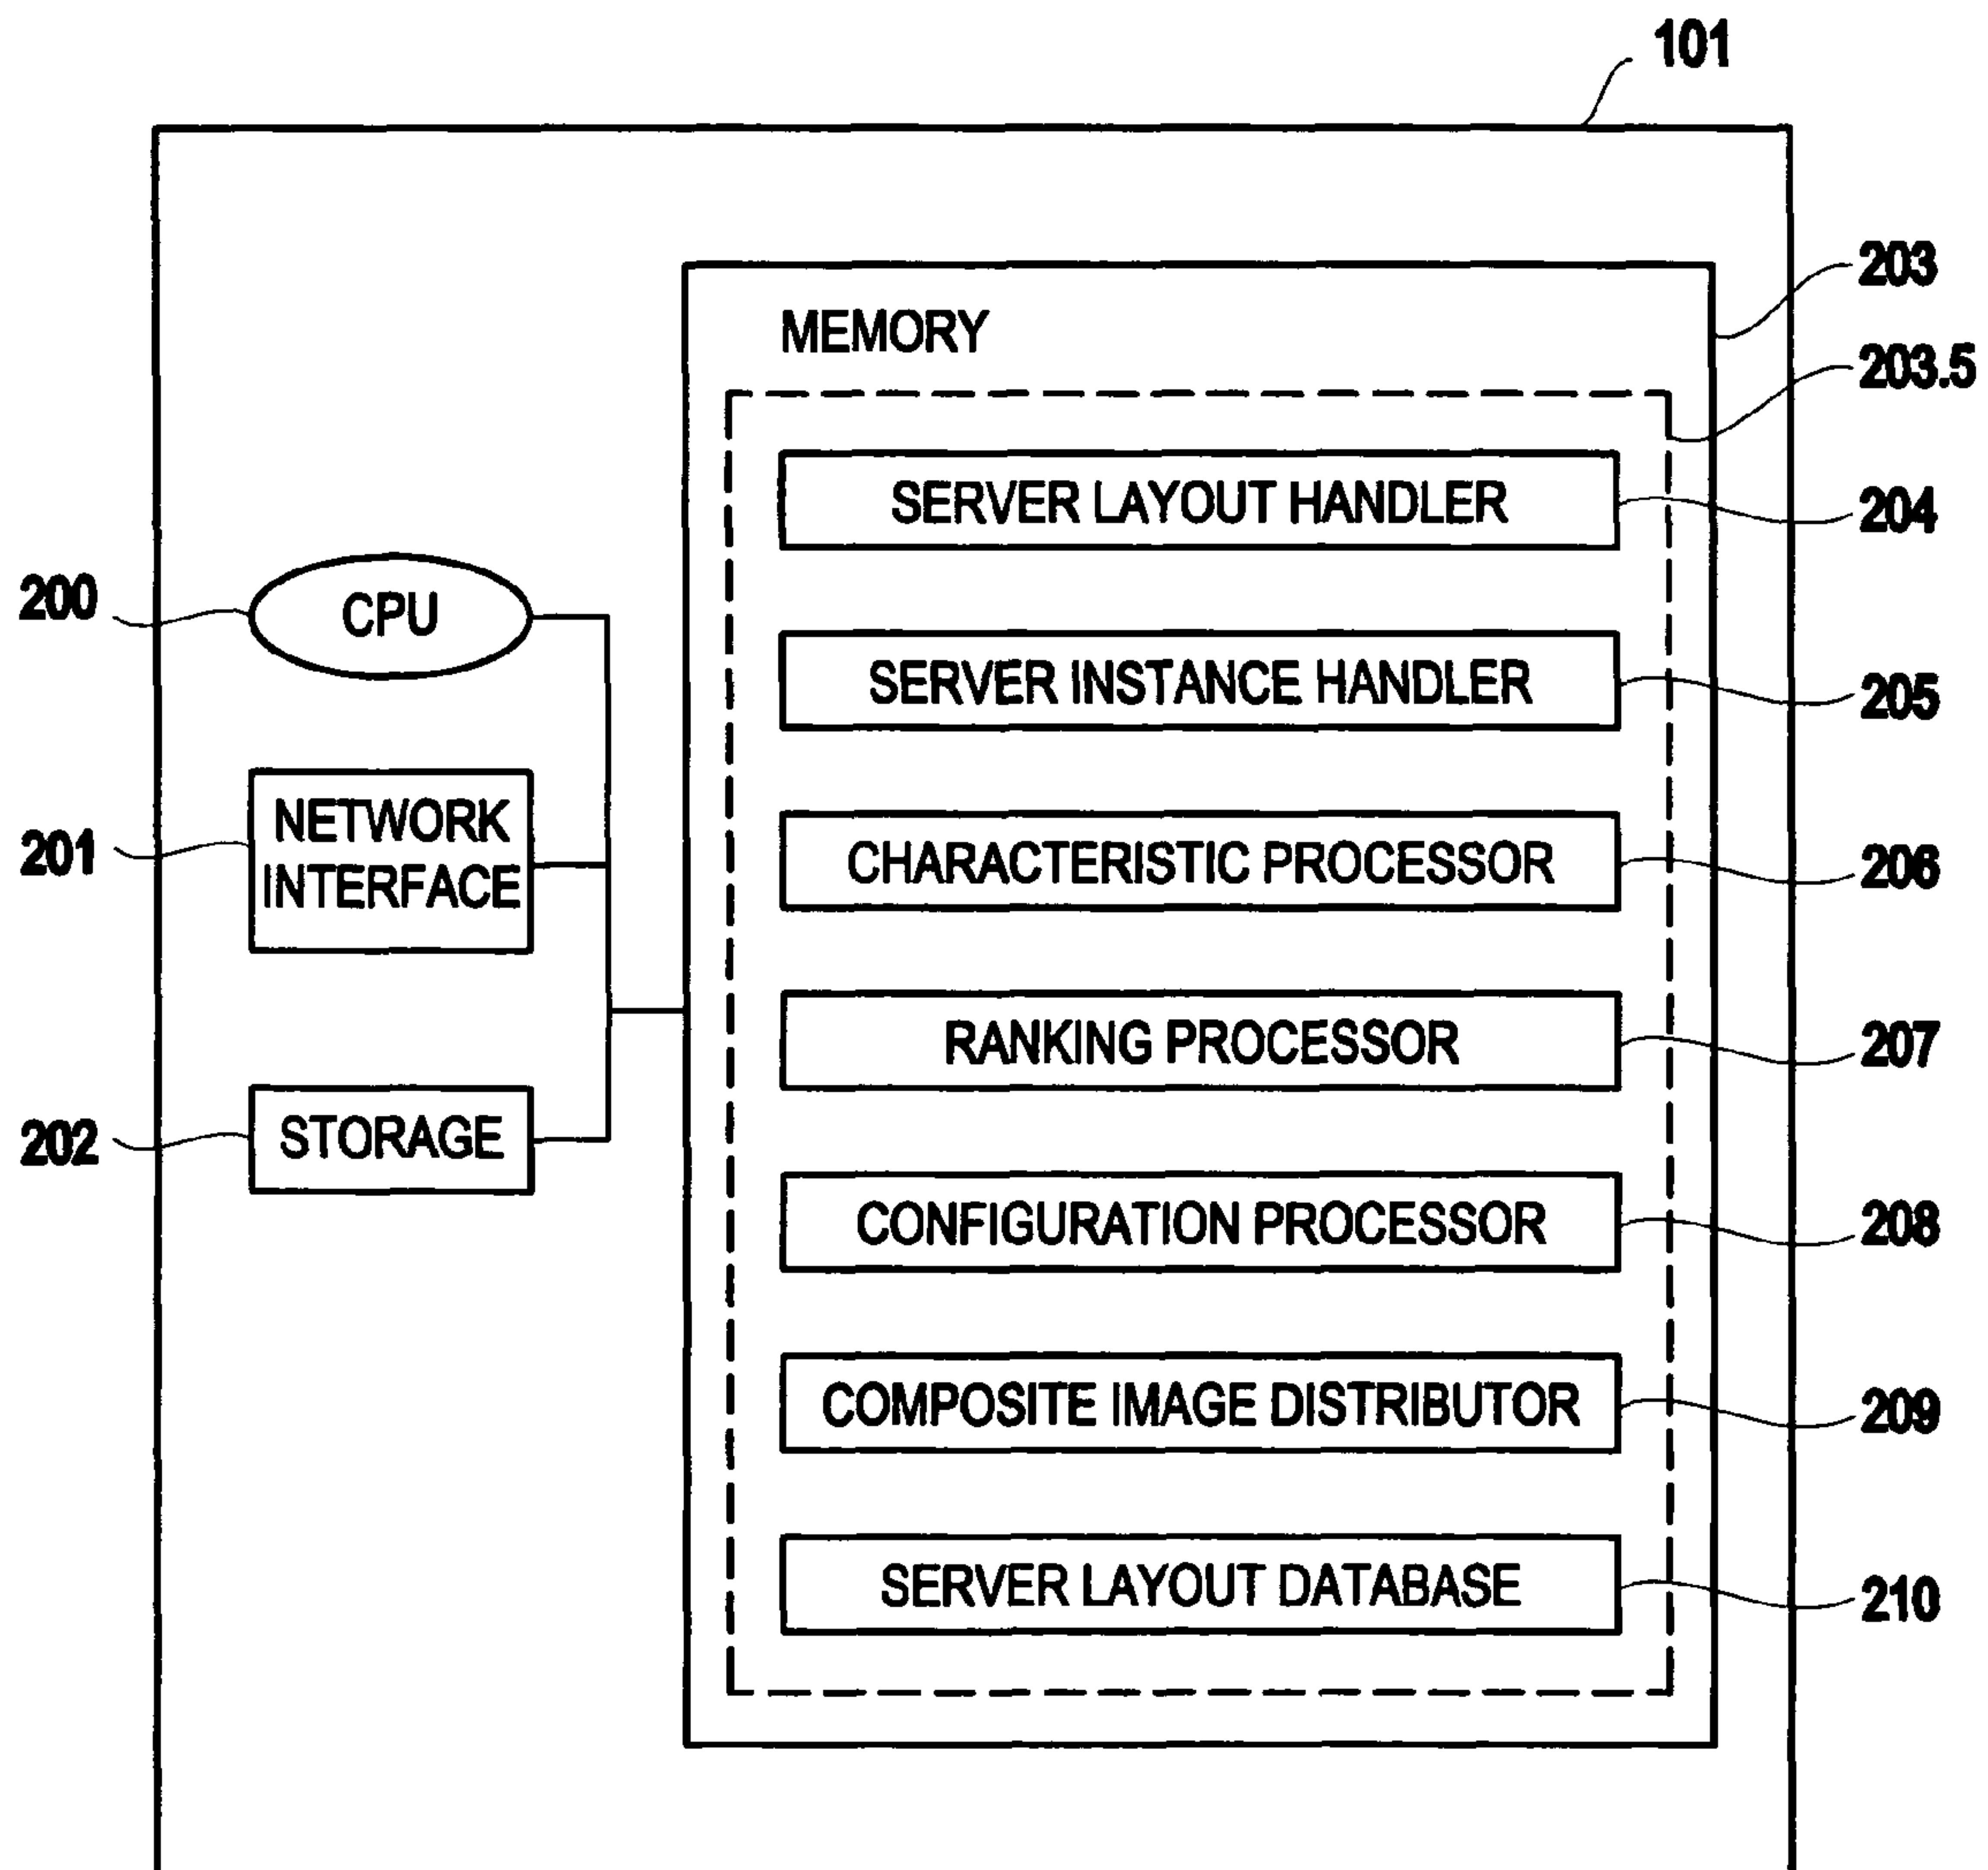 101
203
MEMORY
203.5
SERVER LAYOUT HANDLER
204
200
CPU
SERVER INSTANCE HANDLER
205
201
NETWORK
INTERFACE
CHARACTERISTIC PROCESSOR
206
RANKING PROCESSOR
207
202
STORAGE
CONFIGURATION PROCESSOR
208
COMPOSITE IMAGE DISTRIBUTOR
209
SERVER LAYOUT DATABASE
210